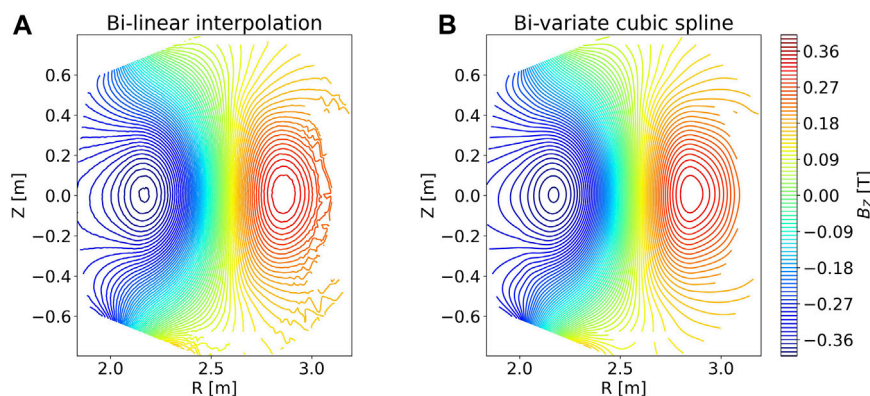 A Bi-linear interpolation
B Bi-variate cubic spline
Z [m]
0.6
0.4
0.2
0.0
−0.2
−0.4
−0.6
2.0 2.5 3.0
R [m]
Z [m]
0.6
0.4
0.2
0.0
−0.2
−0.4
−0.6
2.0 2.5 3.0
R [m]
0.36
0.27
0.18
0.09
0.00
−0.09
−0.18
−0.27
−0.36
B_Z [T]